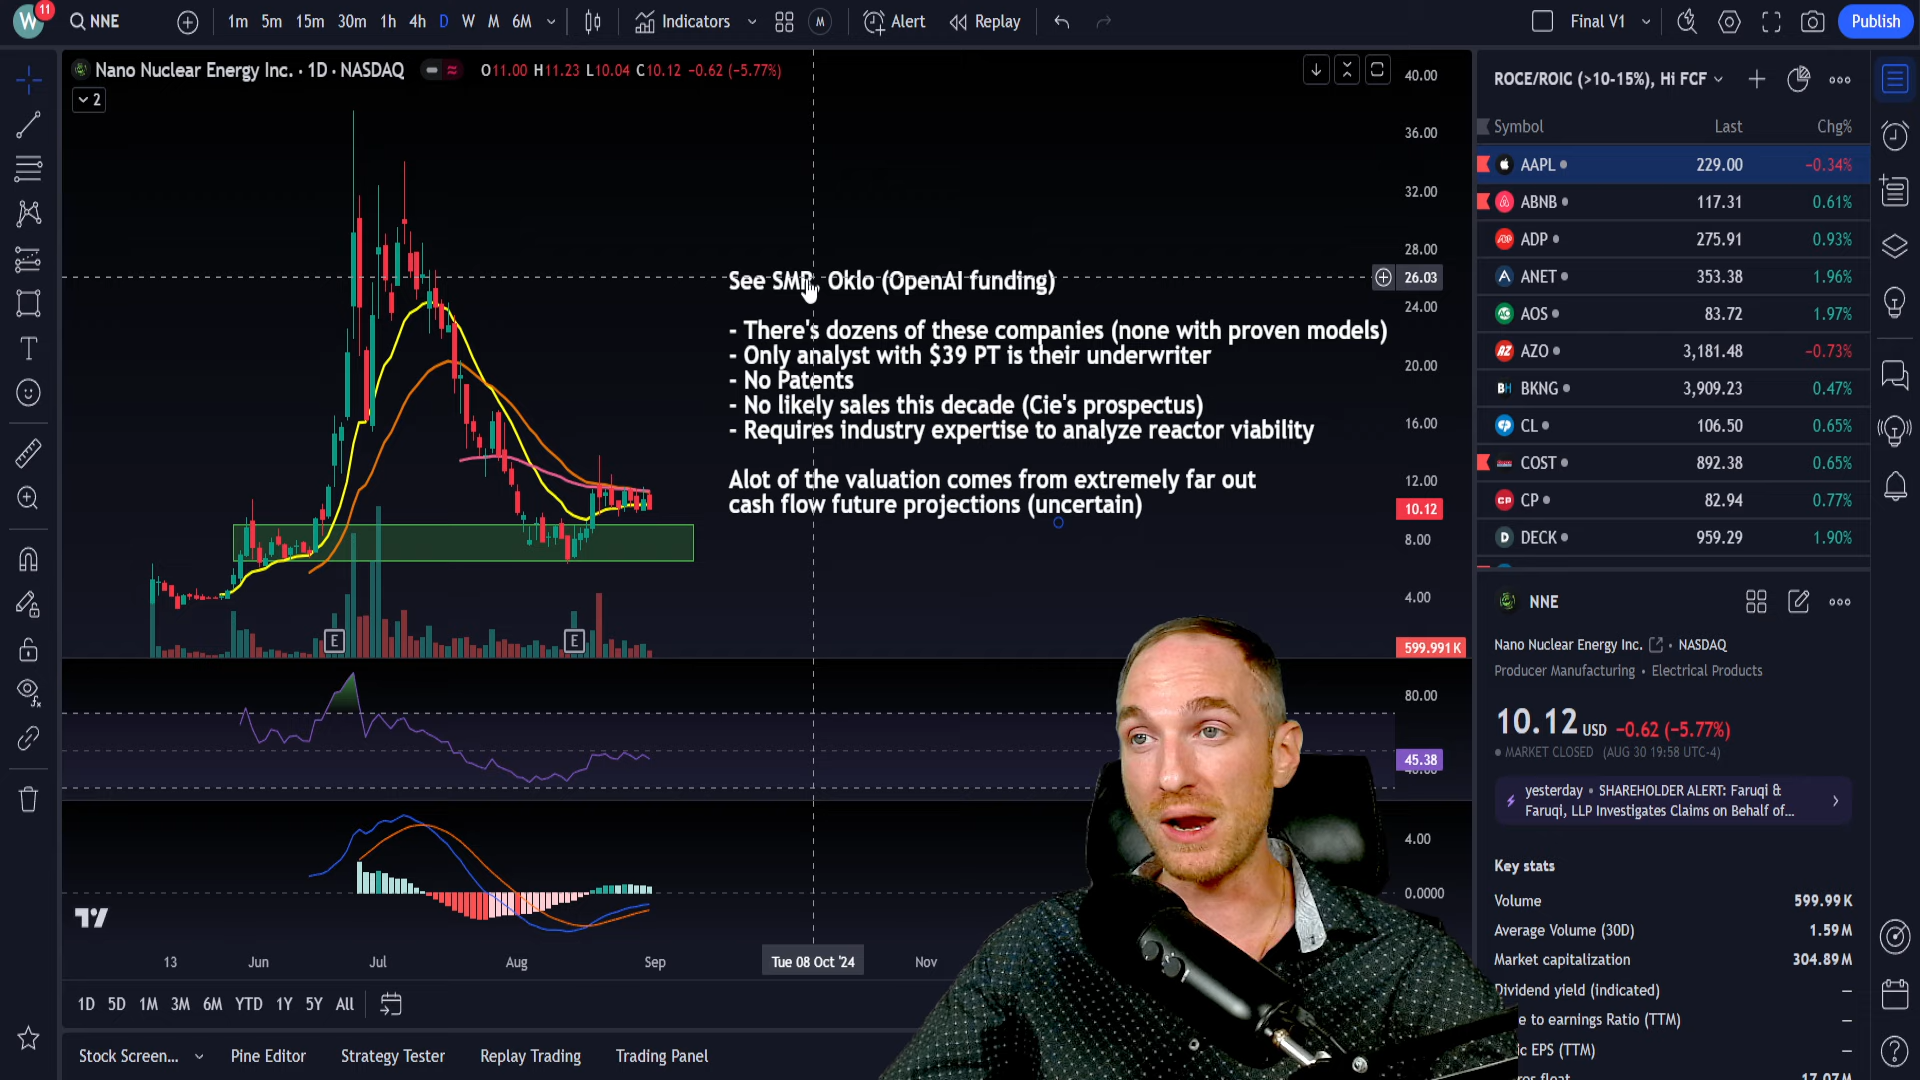 W
11
NNE
1m 5m 15m 30m 1h 4h D W M 6M
Indicators
M
Alert
Replay
Final V1
Publish
Nano Nuclear Energy Inc. · 1D · NASDAQ
O11.00 H11.23 L10.04 C10.12 −0.62 (−5.77%)
2
40.00
36.00
32.00
28.00
26.03
24.00
20.00
16.00
12.00
10.12
8.00
4.00
599.991K
See SMR, Oklo (OpenAI funding)
- There's dozens of these companies (none with proven models)
- Only analyst with $39 PT is their underwriter
- No Patents
- No likely sales this decade (Cie's prospectus)
- Requires industry expertise to analyze reactor viability
Alot of the valuation comes from extremely far out
cash flow future projections (uncertain)
E
E
80.00
45.38
4.00
0.0000
13 Jun Jul Aug Sep Tue 08 Oct '24 Nov
1D 5D 1M 3M 6M YTD 1Y 5Y All
Stock Screen... Pine Editor Strategy Tester Replay Trading Trading Panel
ROCE/ROIC (>10-15%), Hi FCF
Symbol Last Chg%
AAPL 229.00 −0.34%
ABNB 117.31 0.61%
ADP 275.91 0.93%
ANET 353.38 1.96%
AOS 83.72 1.97%
AZO 3,181.48 −0.73%
BKNG 3,909.23 0.47%
CL 106.50 0.65%
COST 892.38 0.65%
CP 82.94 0.77%
DECK 959.29 1.90%
NNE
Nano Nuclear Energy Inc. · NASDAQ
Producer Manufacturing · Electrical Products
10.12 USD −0.62 (−5.77%)
MARKET CLOSED (AUG 30 19:58 UTC-4)
yesterday · SHAREHOLDER ALERT: Faruqi &
Faruqi, LLP Investigates Claims on Behalf of...
Key stats
Volume 599.99K
Average Volume (30D) 1.59M
Market capitalization 304.89M
Dividend yield (indicated) —
e to earnings Ratio (TTM) —
ic EPS (TTM) —
17.07M